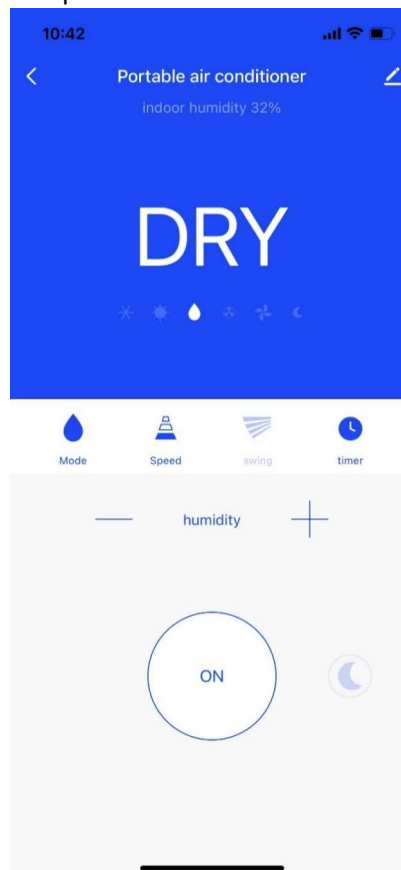 10:42
Portable air conditioner
indoor humidity 32%
DRY
Mode Speed swing timer
humidity
ON